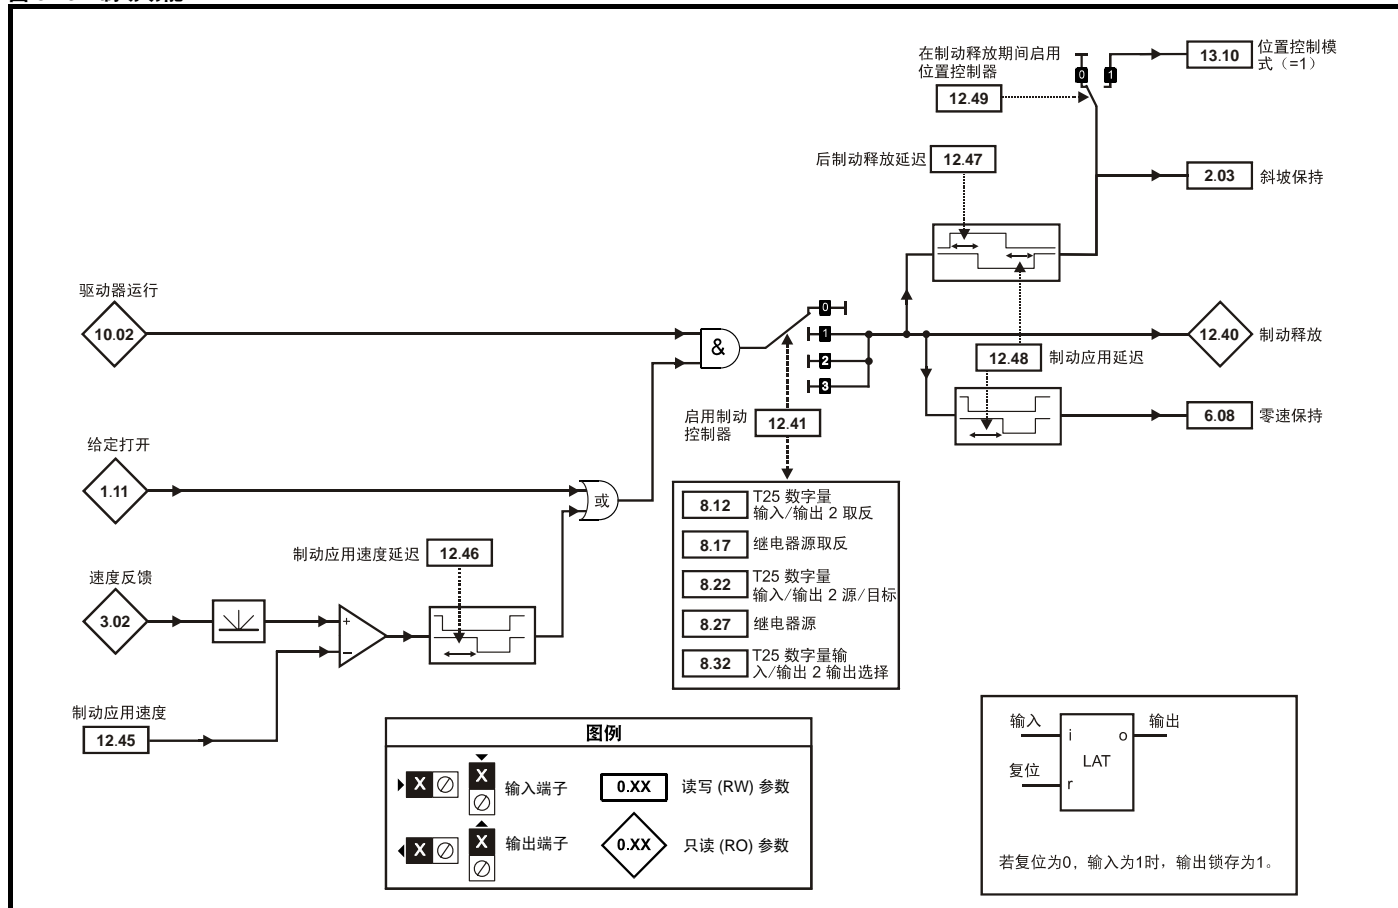 在制动释放期间启用
位置控制器
12.49
0
1
13.10
位置控制模
式（=1）
后制动释放延迟
12.47
2.03
斜坡保持
驱动器运行
10.02
&
0
1
2
3
12.40
制动释放
12.48
制动应用延迟
启用制动
控制器
12.41
6.08
零速保持
给定打开
1.11
或
8.12
T25 数字量
输入/输出 2 取反
8.17
继电器源取反
8.22
T25 数字量
输入/输出 2 源/目标
8.27
继电器源
8.32
T25 数字量输
入/输出 2 输出选择
制动应用速度延迟
12.46
速度反馈
3.02
+
−
制动应用速度
12.45
图例
X
X
输入端子
0.XX
读写 (RW) 参数
X
X
输出端子
0.XX
只读 (RO) 参数
输入
i
o
输出
LAT
复位
r
若复位为0，输入为1时，输出锁存为1。